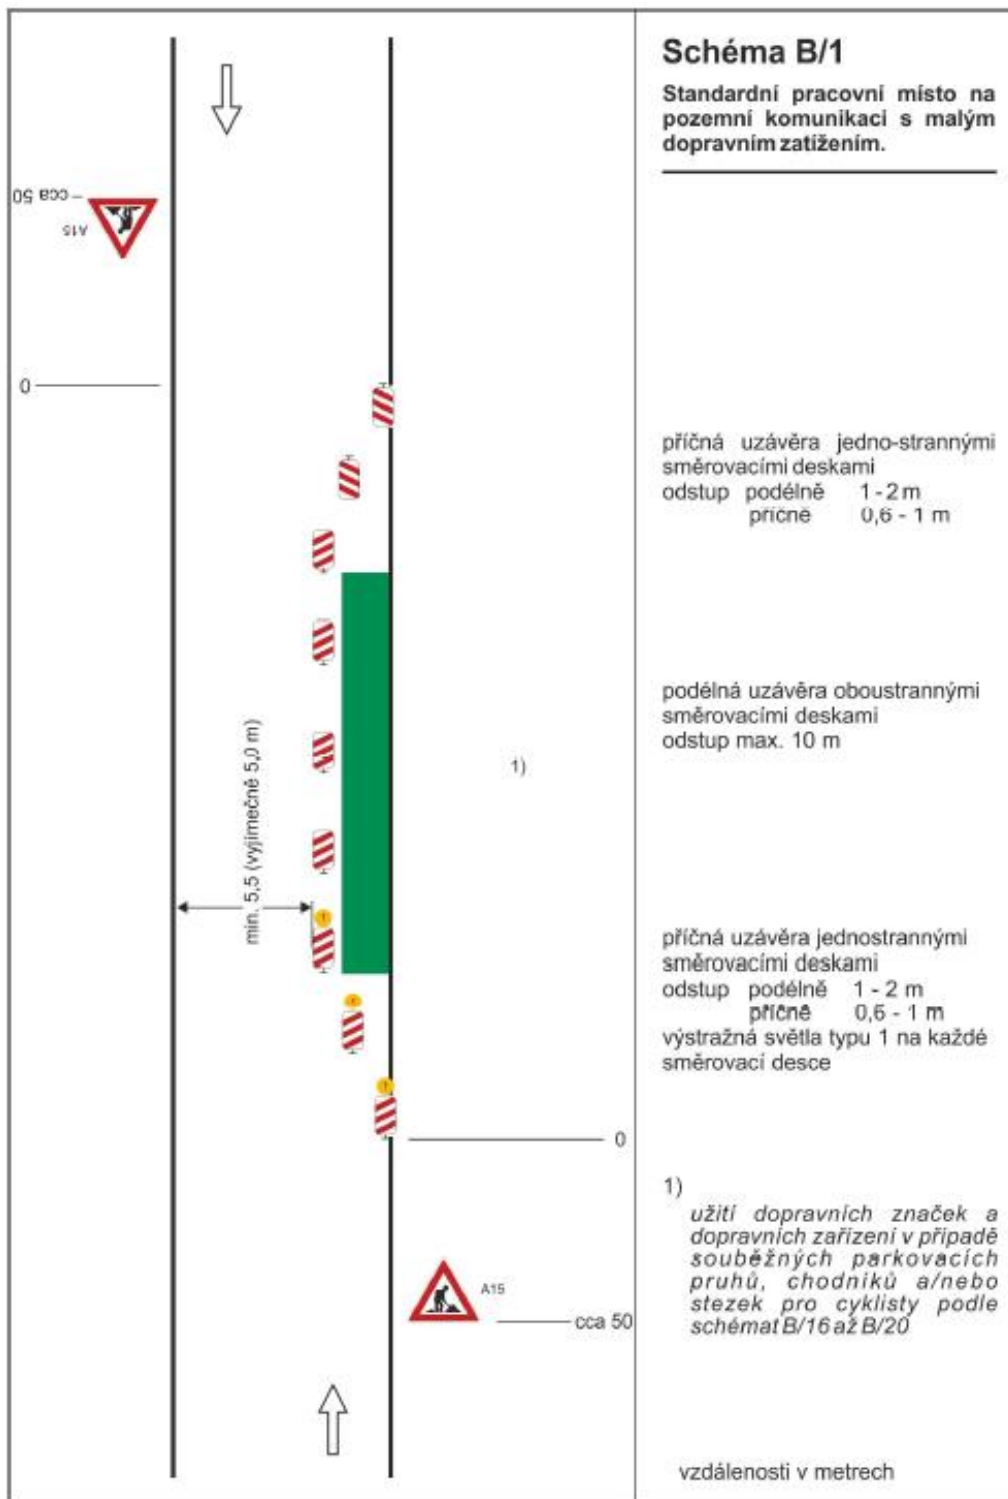 Schéma B/1
Standardní pracovní místo na
pozemní komunikaci s malým
dopravním zatížením.
cca 50
A15
0
příčná uzávěra jedno-strannými
směrovacími deskami
odstup podélně 1 - 2 m
příčně 0,6 - 1 m
podélná uzávěra oboustrannými
směrovacími deskami
odstup max. 10 m
1)
min. 5,5 (vyjímečně 5,0 m)
příčná uzávěra jednostrannými
směrovacími deskami
odstup podélně 1 - 2 m
příčně 0,6 - 1 m
výstražná světla typu 1 na každé
směrovací desce
1
1
1
0
1)
užití dopravních značek a
dopravních zařízení v případě
souběžných parkovacích
pruhů, chodníků a/nebo
stezek pro cyklisty podle
schémat B/16 až B/20
A15
cca 50
vzdálenosti v metrech